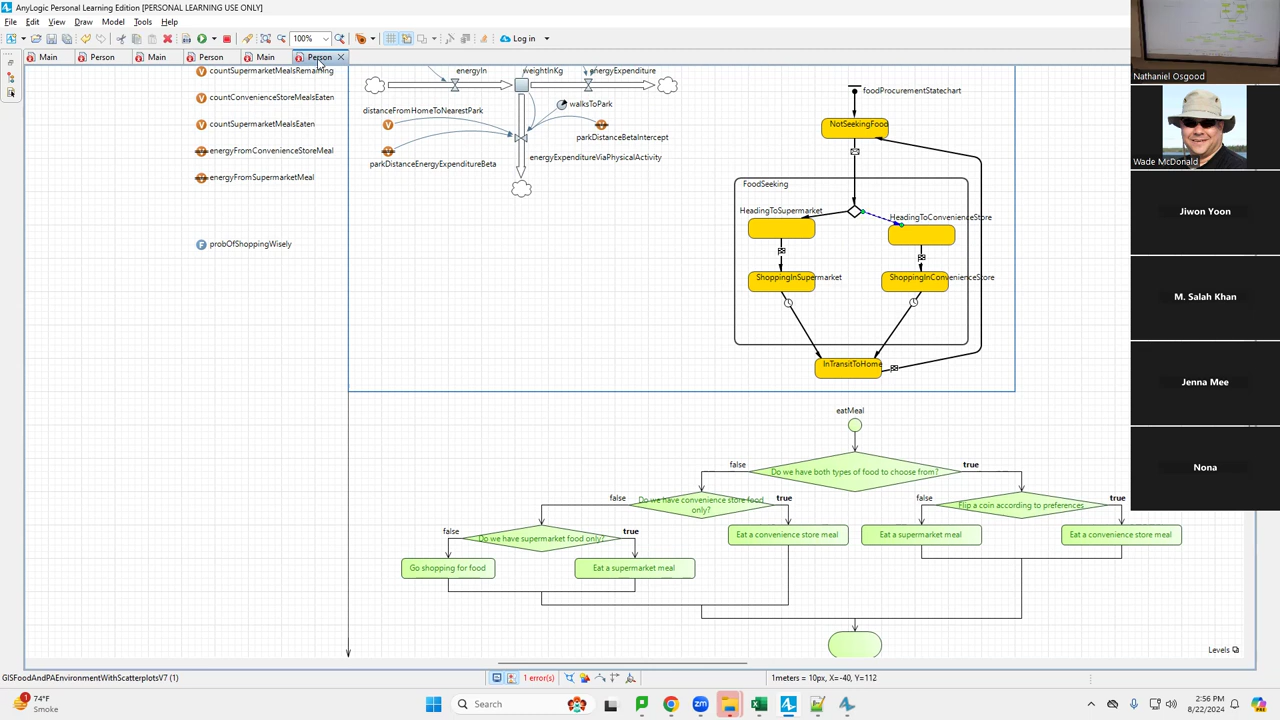 AnyLogic Personal Learning Edition [PERSONAL LEARNING USE ONLY]
File Edit View Draw Model Tools Help
100% Log in
Main Person Main Person Main Person
countSupermarketMealsRemaining
countConvenienceStoreMealsEaten
countSupermarketMealsEaten
energyFromConvenienceStoreMeal
energyFromSupermarketMeal
probOfShoppingWisely
energyIn weightInKg energyExpenditure
distanceFromHomeToNearestPark
walksToPark
parkDistanceBetaIntercept
parkDistanceEnergyExpenditureBeta
energyExpenditureViaPhysicalActivity
foodProcurementStatechart
NotSeekingFood
FoodSeeking
HeadingToSupermarket
HeadingToConvenienceStore
ShoppingInSupermarket
ShoppingInConvenienceStore
InTransitToHome
eatMeal
Do we have both types of food to choose from?
false true
Do we have convenience store food only?
false true
Flip a coin according to preferences
false true
Do we have supermarket food only?
false true
Eat a convenience store meal
Eat a supermarket meal
Eat a convenience store meal
Go shopping for food
Eat a supermarket meal
Levels
Nathaniel Osgood
Wade McDonald
Jiwon Yoon
M. Salah Khan
Jenna Mee
Nona
GISFoodAndPAEnvironmentWithScatterplotsV7 (1)
1 error(s)
1meters = 10px, X=-40, Y=112
74°F
Smoke
Search
2:56 PM
8/22/2024